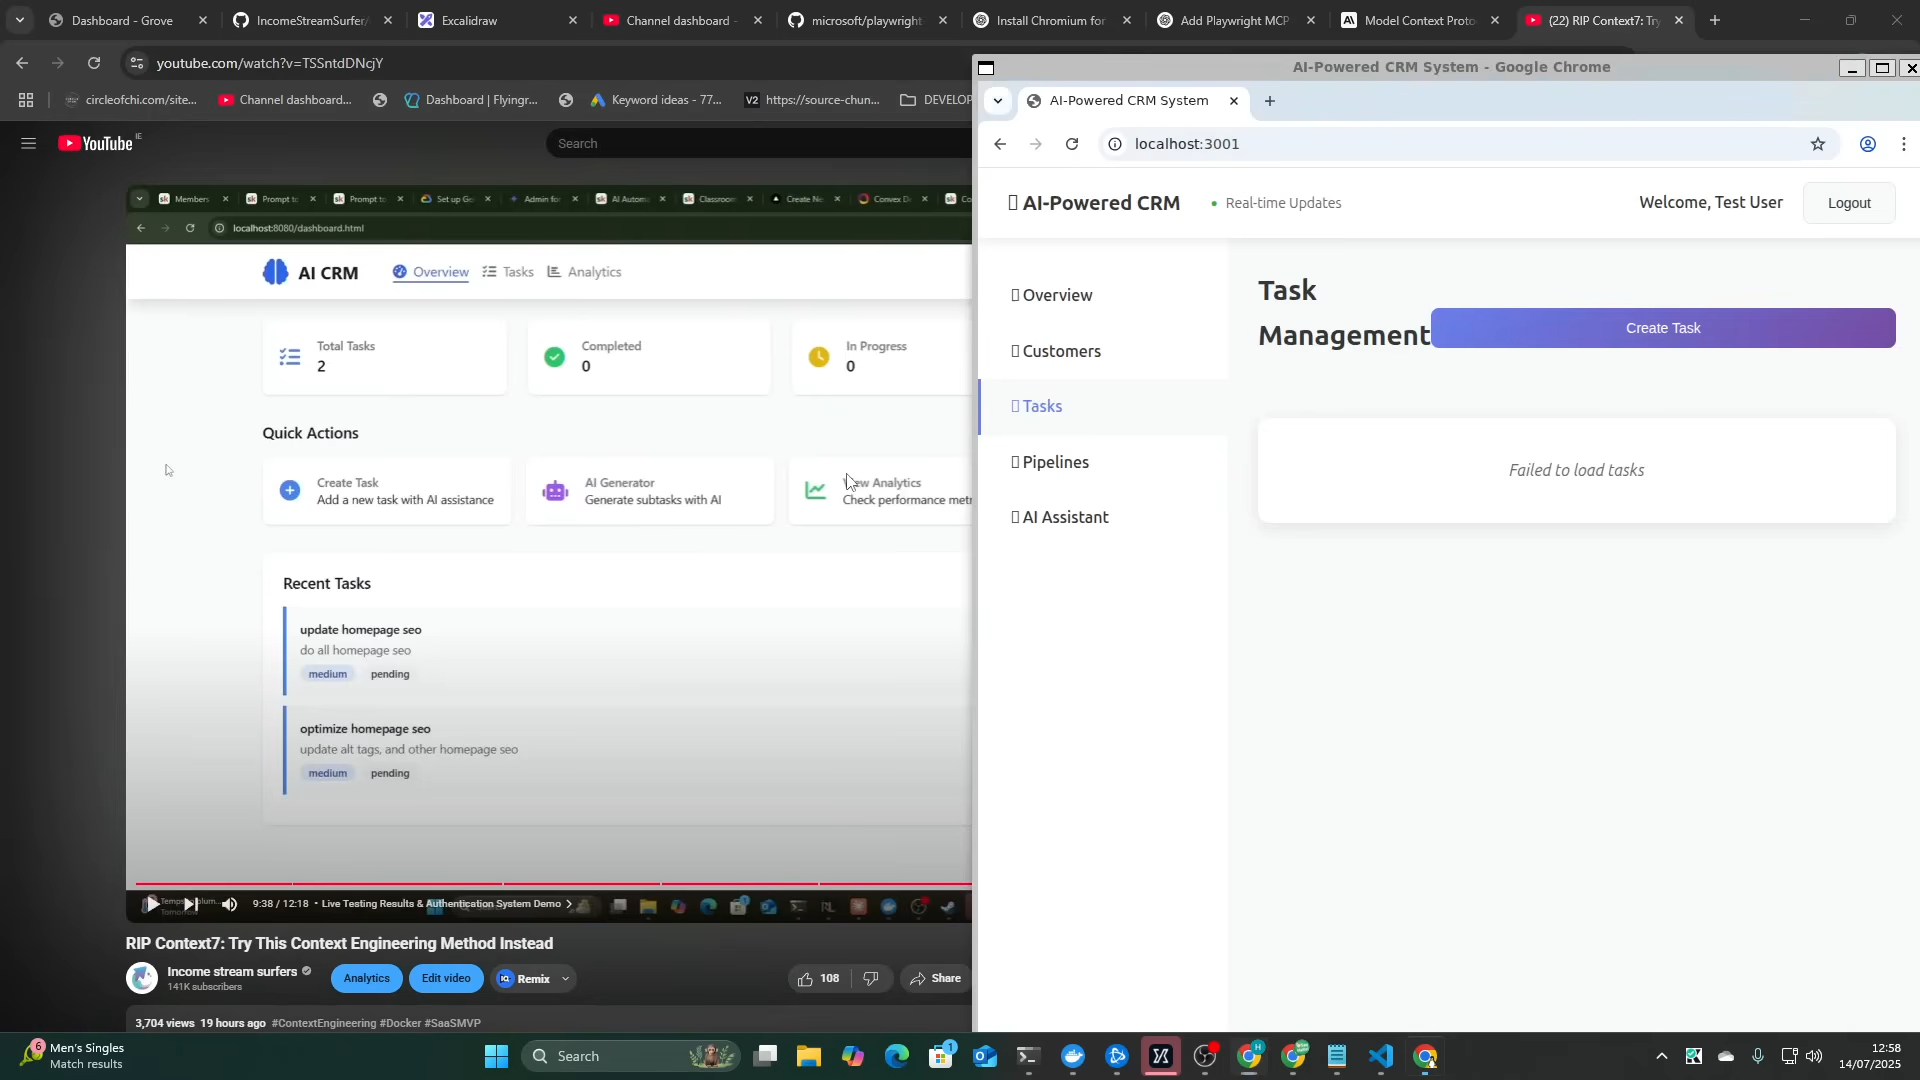 Dashboard - Grove
IncomeStreamSurfer/
Excalidraw
Channel dashboard -
microsoft/playwright-
Install Chromium for
Add Playwright MCP
Model Context Proto
(22) RIP Context7: Try
youtube.com/watch?v=TSSntdDNcjY
circleofchi.com/site...
Channel dashboard...
Dashboard | Flyingr...
Keyword ideas - 77...
https://source-chun...
DEVELOP
YouTube IE
Search
Members
Prompt to
Prompt to
Set up Go
Admin for
AI Autom
Classroom
Create Ne
Convex D
localhost:8080/dashboard.html
AI CRM
Overview
Tasks
Analytics
Total Tasks
2
Completed
0
In Progress
0
Quick Actions
Create Task
Add a new task with AI assistance
AI Generator
Generate subtasks with AI
View Analytics
Check performance metr
Recent Tasks
update homepage seo
do all homepage seo
medium pending
optimize homepage seo
update alt tags, and other homepage seo
medium pending
9:38 / 12:18 • Live Testing Results & Authentication System Demo
RIP Context7: Try This Context Engineering Method Instead
Income stream surfers
141K subscribers
Analytics
Edit video
Remix
108
Share
3,704 views 19 hours ago #ContextEngineering #Docker #SaaSMVP
AI-Powered CRM System - Google Chrome
AI-Powered CRM System
localhost:3001
AI-Powered CRM
Real-time Updates
Welcome, Test User
Logout
Overview
Customers
Tasks
Pipelines
AI Assistant
Task
Management
Create Task
Failed to load tasks
6
Men's Singles
Match results
Search
1
12:58
14/07/2025